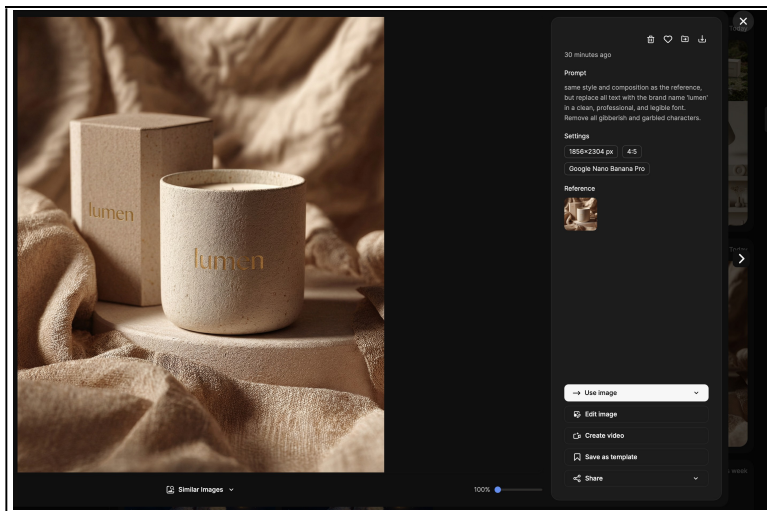 lumen
lumen
Similar Images
100%
30 minutes ago
Prompt
same style and composition as the reference,
but replace all text with the brand name 'lumen'
in a clean, professional, and legible font.
Remove all gibberish and garbled characters.
Settings
1856×2304 px
4:5
Google Nano Banana Pro
Reference
Use image
Edit image
Create video
Save as template
Share
Today
Today
week